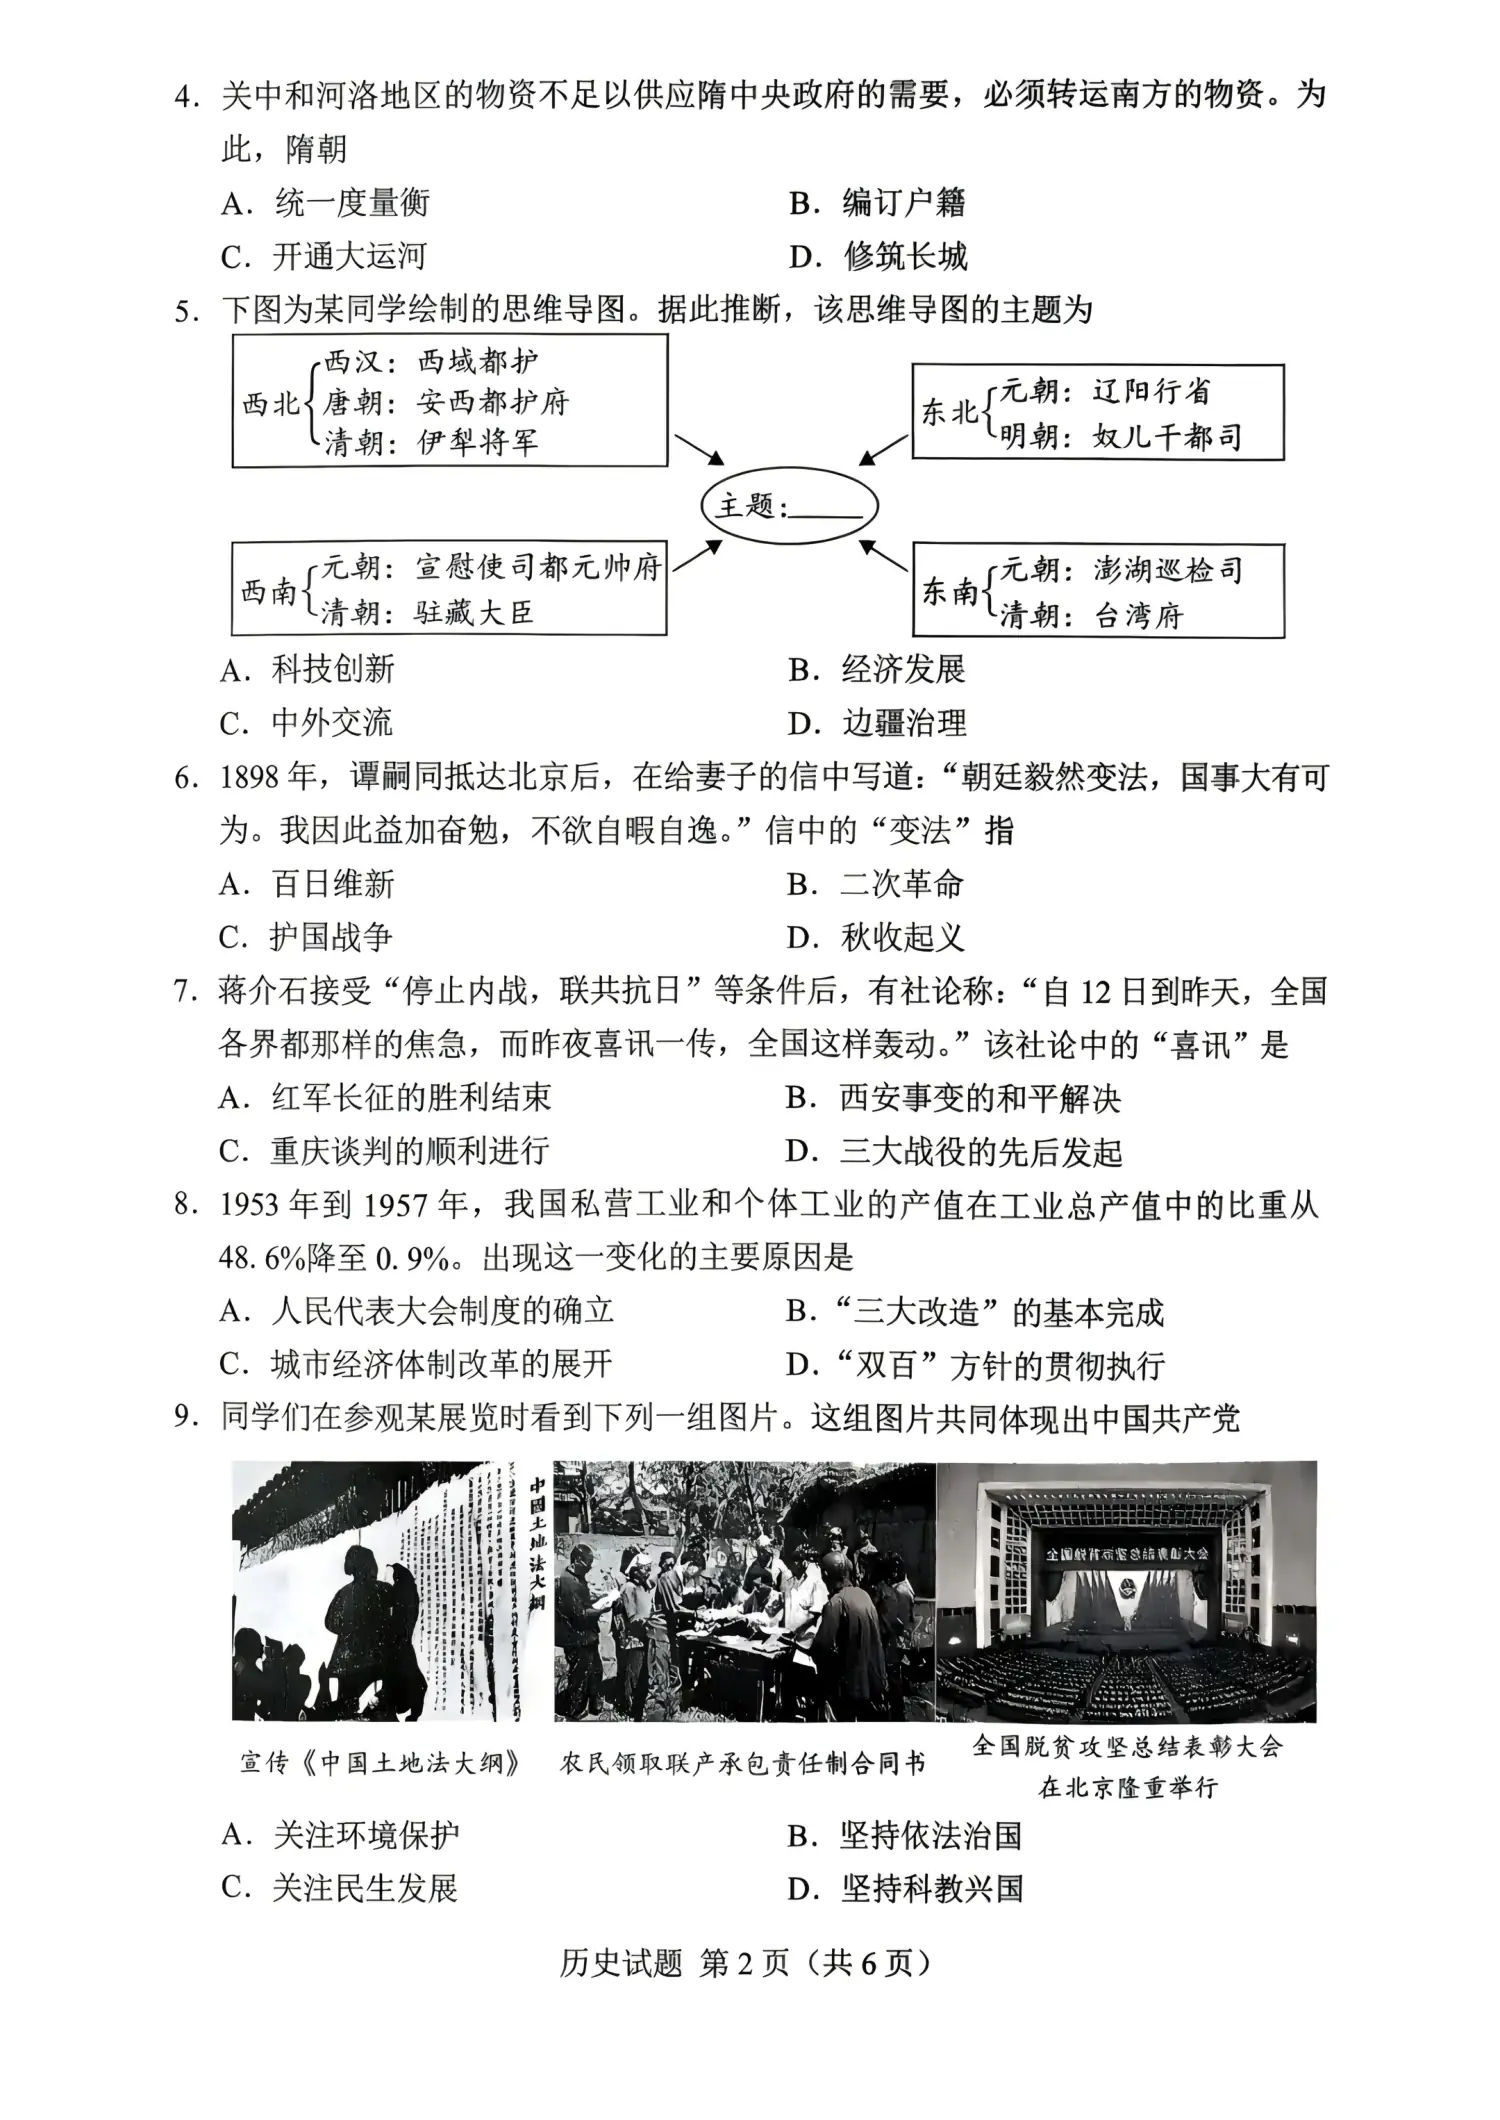 4. 关中和河洛地区的物资不足以供应隋中央政府的需要，必须转运南方的物资。为
此，隋朝
A. 统一度量衡 B. 编订户籍
C. 开通大运河 D. 修筑长城
5. 下图为某同学绘制的思维导图。据此推断，该思维导图的主题为
西北
西汉：西域都护
唐朝：安西都护府
清朝：伊犁将军
东北
元朝：辽阳行省
明朝：奴儿干都司
主题：____
西南
元朝：宣慰使司都元帅府
清朝：驻藏大臣
东南
元朝：澎湖巡检司
清朝：台湾府
A. 科技创新 B. 经济发展
C. 中外交流 D. 边疆治理
6. 1898年，谭嗣同抵达北京后，在给妻子的信中写道：“朝廷毅然变法，国事大有可
为。我因此益加奋勉，不欲自暇自逸。”信中的“变法”指
A. 百日维新 B. 二次革命
C. 护国战争 D. 秋收起义
7. 蒋介石接受“停止内战，联共抗日”等条件后，有社论称：“自12日到昨天，全国
各界都那样的焦急，而昨夜喜讯一传，全国这样轰动。”该社论中的“喜讯”是
A. 红军长征的胜利结束 B. 西安事变的和平解决
C. 重庆谈判的顺利进行 D. 三大战役的先后发起
8. 1953年到1957年，我国私营工业和个体工业的产值在工业总产值中的比重从
48.6%降至0.9%。出现这一变化的主要原因是
A. 人民代表大会制度的确立 B. “三大改造”的基本完成
C. 城市经济体制改革的展开 D. “双百”方针的贯彻执行
9. 同学们在参观某展览时看到下列一组图片。这组图片共同体现出中国共产党
中國土地法大綱
宣传《中国土地法大纲》
农民领取联产承包责任制合同书
全国脱贫攻坚总结表彰大会
在北京隆重举行
A. 关注环境保护 B. 坚持依法治国
C. 关注民生发展 D. 坚持科教兴国
历史试题 第2页（共6页）